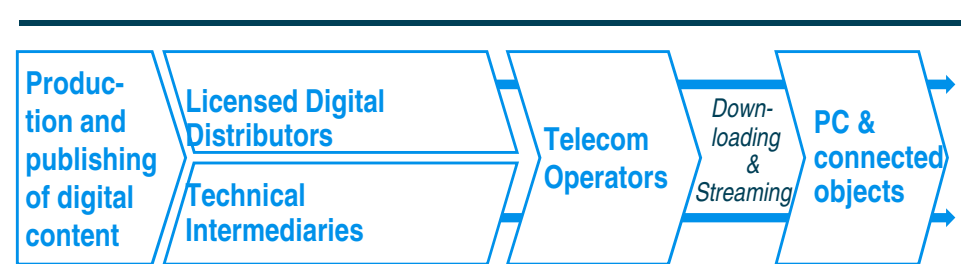 Produc-
tion and
publishing
of digital
content
Licensed Digital
Distributors
Technical
Intermediaries
Telecom
Operators
Down-
loading
&
Streaming
PC &
connected
objects